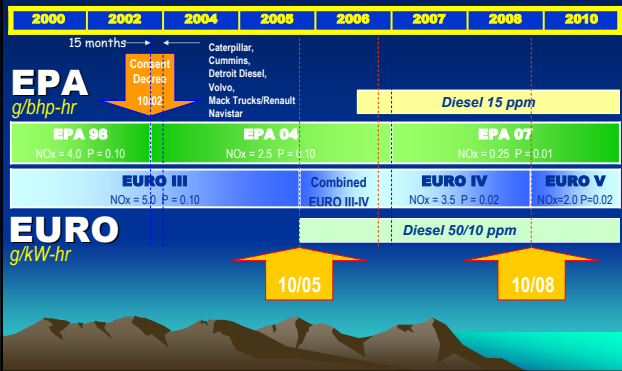 2000 2002 2004 2005 2006 2007 2008 2010
15 months
Consent
Decree
10/02
Caterpillar,
Cummins,
Detroit Diesel,
Volvo,
Mack Trucks/Renault
Navistar
EPA
g/bhp-hr
Diesel 15 ppm
EPA 98 EPA 04 EPA 07
NOx = 4.0 P = 0.10 NOx = 2.5 P = 0.10 NOx = 0.25 P = 0.01
EURO III Combined EURO IV EURO V
NOx = 5.0 P = 0.10 EURO III-IV NOx = 3.5 P = 0.02 NOx=2.0 P=0.02
EURO
g/kW-hr
Diesel 50/10 ppm
10/05 10/08